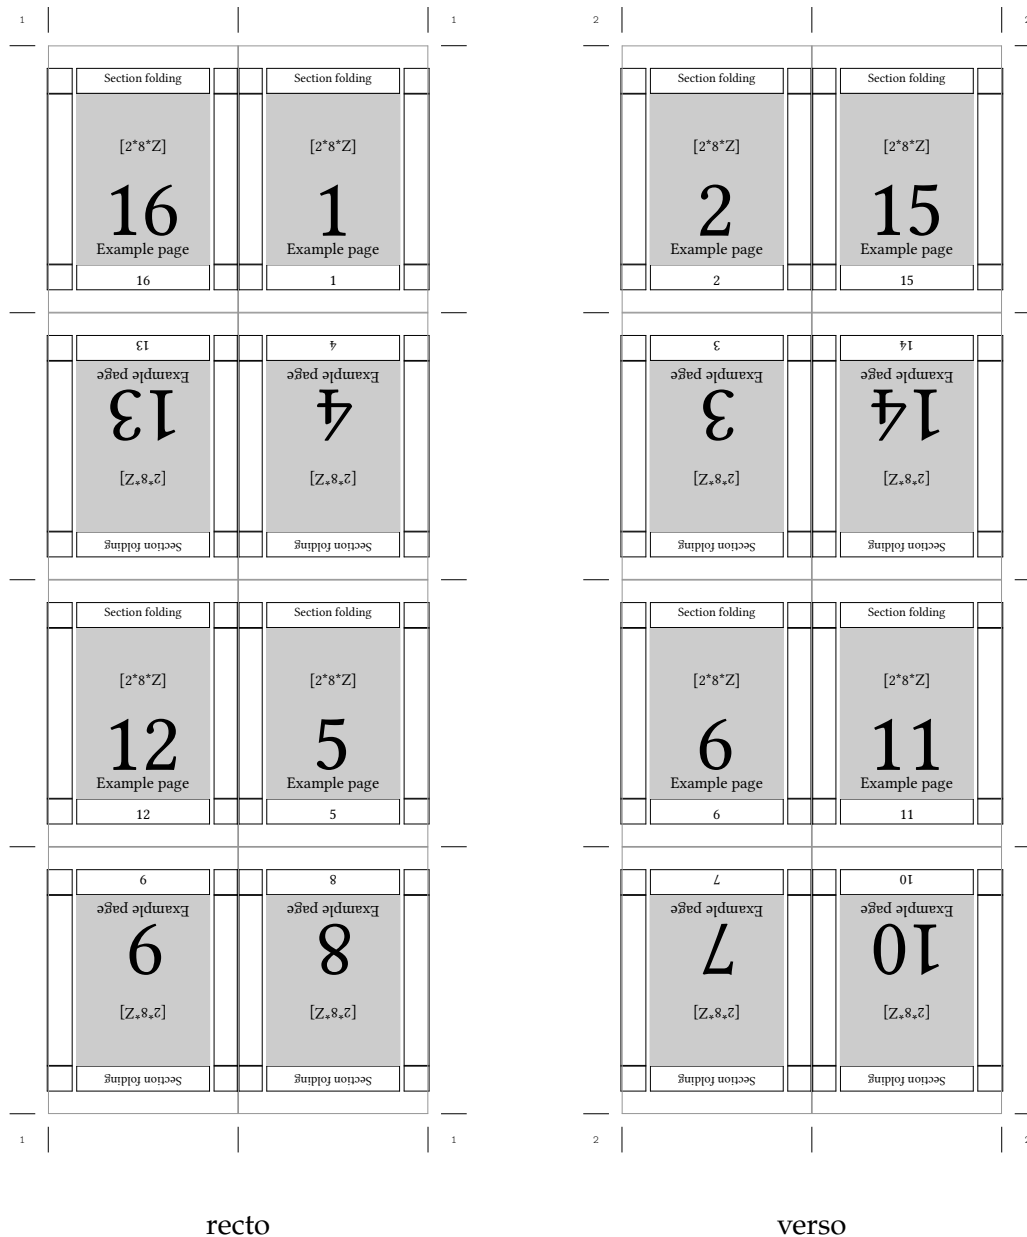 1 1 2 2
Section folding Section folding Section folding Section folding
[2*8*Z] [2*8*Z] [2*8*Z] [2*8*Z]
16 1 2 15
Example page Example page Example page Example page
16 1 2 15
13 4 3 14
Example page Example page Example page Example page
13 4 3 14
[2*8*Z] [2*8*Z] [2*8*Z] [2*8*Z]
Section folding Section folding Section folding Section folding
Section folding Section folding Section folding Section folding
[2*8*Z] [2*8*Z] [2*8*Z] [2*8*Z]
12 5 6 11
Example page Example page Example page Example page
12 5 6 11
9 8 7 10
Example page Example page Example page Example page
9 8 7 10
[2*8*Z] [2*8*Z] [2*8*Z] [2*8*Z]
Section folding Section folding Section folding Section folding
1 1 2 2
recto verso